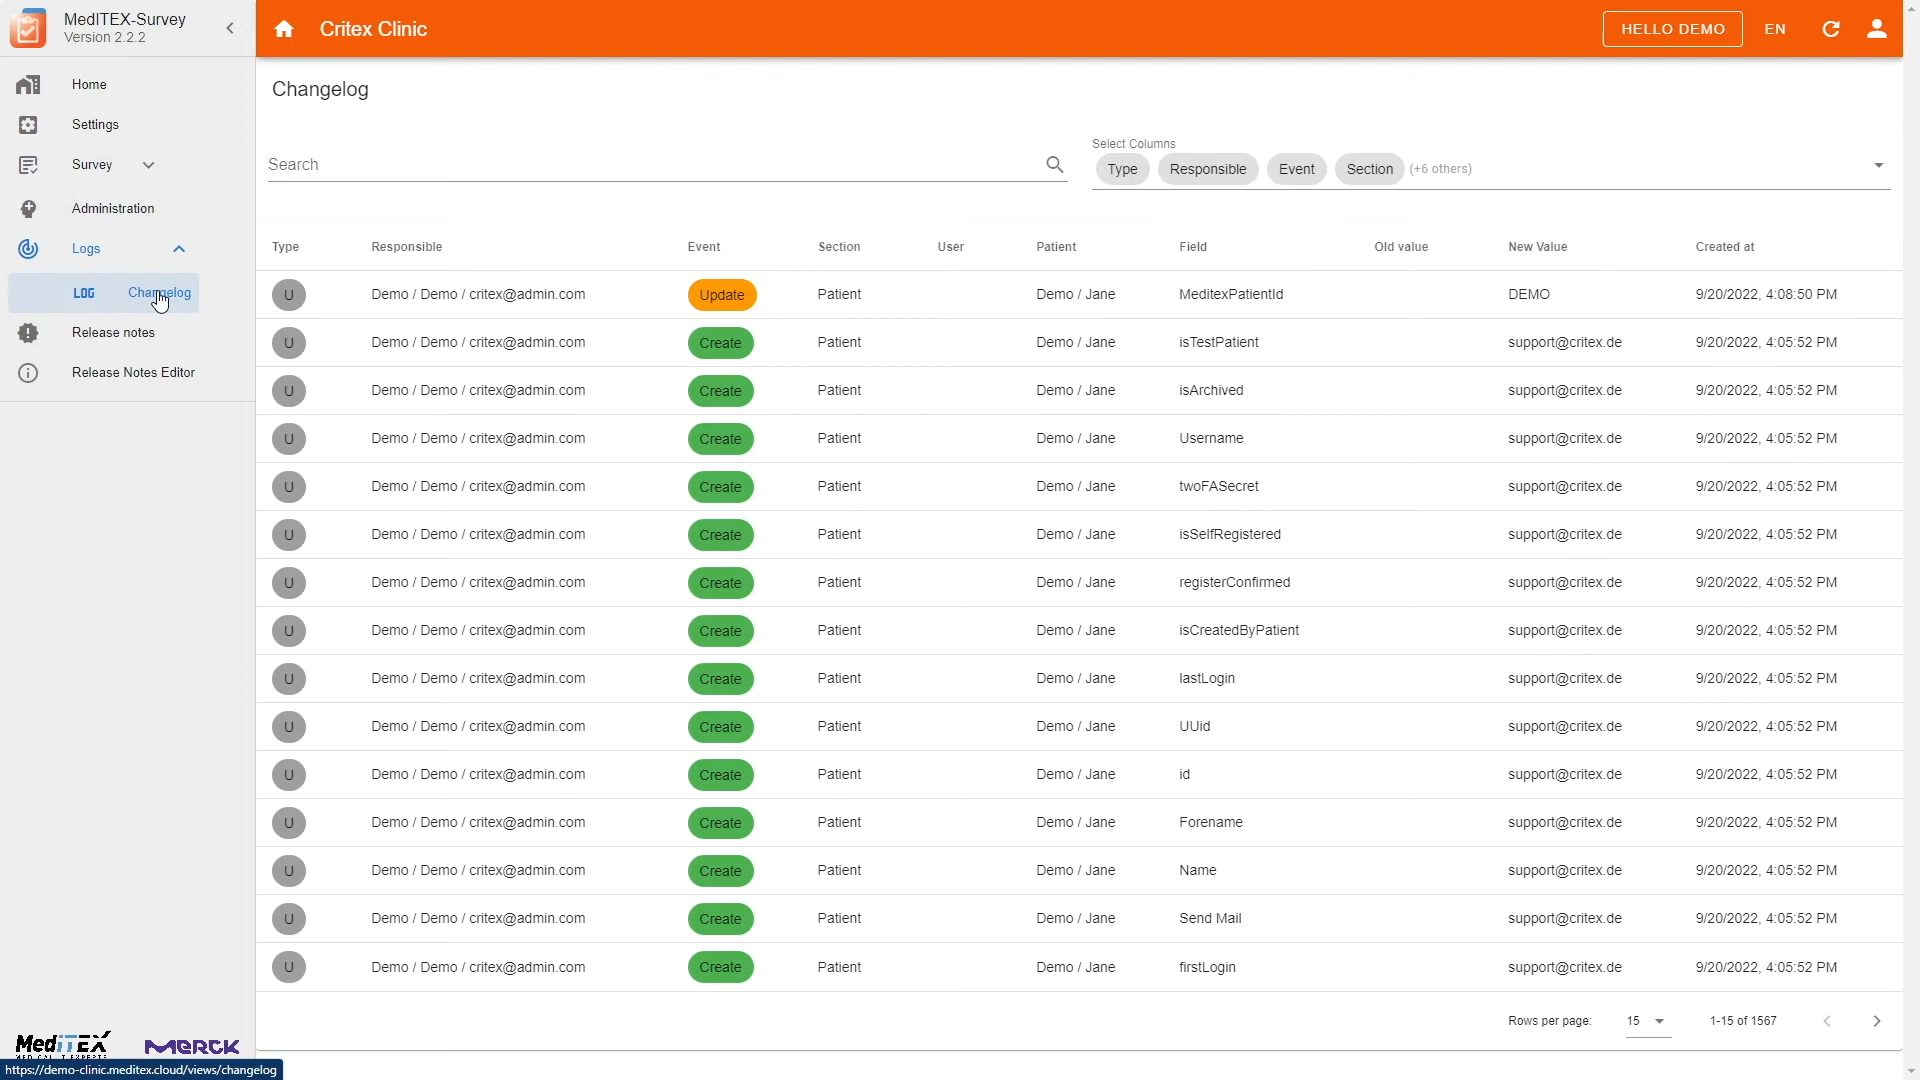 MedITEX-Survey
Version 2.2.2
Critex Clinic
HELLO DEMO
EN
Home
Settings
Survey
Administration
Logs
LOG Changelog
Release notes
Release Notes Editor
Changelog
Search
Select Columns
Type Responsible Event Section (+6 others)
Type Responsible Event Section User Patient Field Old value New Value Created at
U Demo / Demo / critex@admin.com Update Patient Demo / Jane MeditexPatientId DEMO 9/20/2022, 4:08:50 PM
U Demo / Demo / critex@admin.com Create Patient Demo / Jane isTestPatient support@critex.de 9/20/2022, 4:05:52 PM
U Demo / Demo / critex@admin.com Create Patient Demo / Jane isArchived support@critex.de 9/20/2022, 4:05:52 PM
U Demo / Demo / critex@admin.com Create Patient Demo / Jane Username support@critex.de 9/20/2022, 4:05:52 PM
U Demo / Demo / critex@admin.com Create Patient Demo / Jane twoFASecret support@critex.de 9/20/2022, 4:05:52 PM
U Demo / Demo / critex@admin.com Create Patient Demo / Jane isSelfRegistered support@critex.de 9/20/2022, 4:05:52 PM
U Demo / Demo / critex@admin.com Create Patient Demo / Jane registerConfirmed support@critex.de 9/20/2022, 4:05:52 PM
U Demo / Demo / critex@admin.com Create Patient Demo / Jane isCreatedByPatient support@critex.de 9/20/2022, 4:05:52 PM
U Demo / Demo / critex@admin.com Create Patient Demo / Jane lastLogin support@critex.de 9/20/2022, 4:05:52 PM
U Demo / Demo / critex@admin.com Create Patient Demo / Jane UUid support@critex.de 9/20/2022, 4:05:52 PM
U Demo / Demo / critex@admin.com Create Patient Demo / Jane id support@critex.de 9/20/2022, 4:05:52 PM
U Demo / Demo / critex@admin.com Create Patient Demo / Jane Forename support@critex.de 9/20/2022, 4:05:52 PM
U Demo / Demo / critex@admin.com Create Patient Demo / Jane Name support@critex.de 9/20/2022, 4:05:52 PM
U Demo / Demo / critex@admin.com Create Patient Demo / Jane Send Mail support@critex.de 9/20/2022, 4:05:52 PM
U Demo / Demo / critex@admin.com Create Patient Demo / Jane firstLogin support@critex.de 9/20/2022, 4:05:52 PM
Rows per page: 15 1-15 of 1567
MedITEX MERCK
https://demo-clinic.meditex.cloud/views/changelog